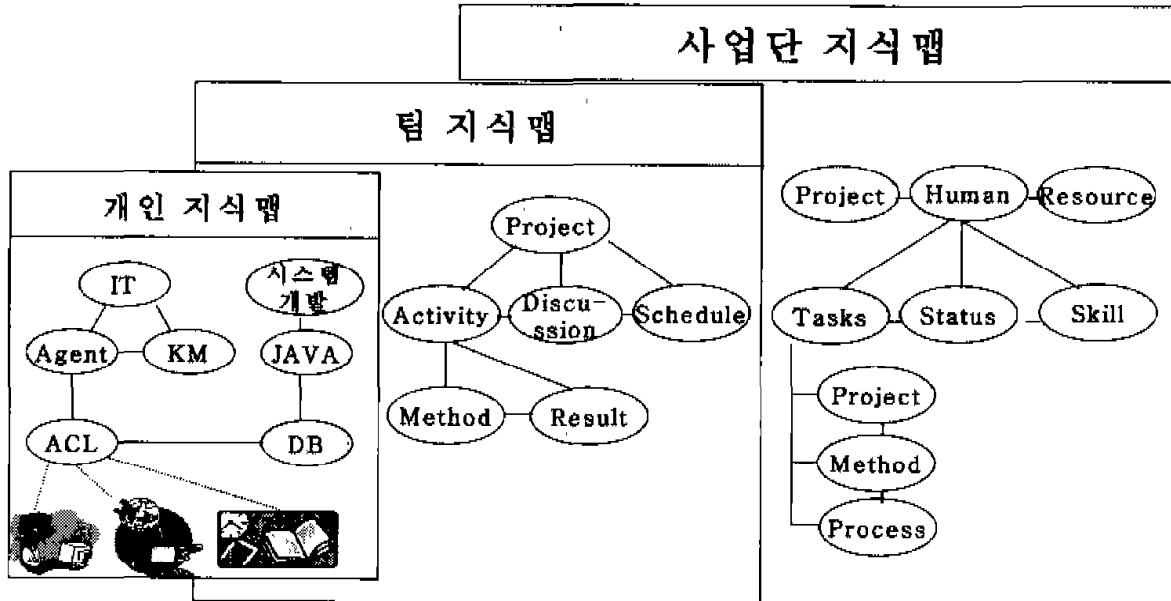 사업단 지식맵
팀 지식맵
개인 지식맵
IT
시스템
개발
Agent
KM
JAVA
ACL
DB
Project
Activity
Discu-
ssion
Schedule
Method
Result
Project
Human
Resource
Tasks
Status
Skill
Project
Method
Process